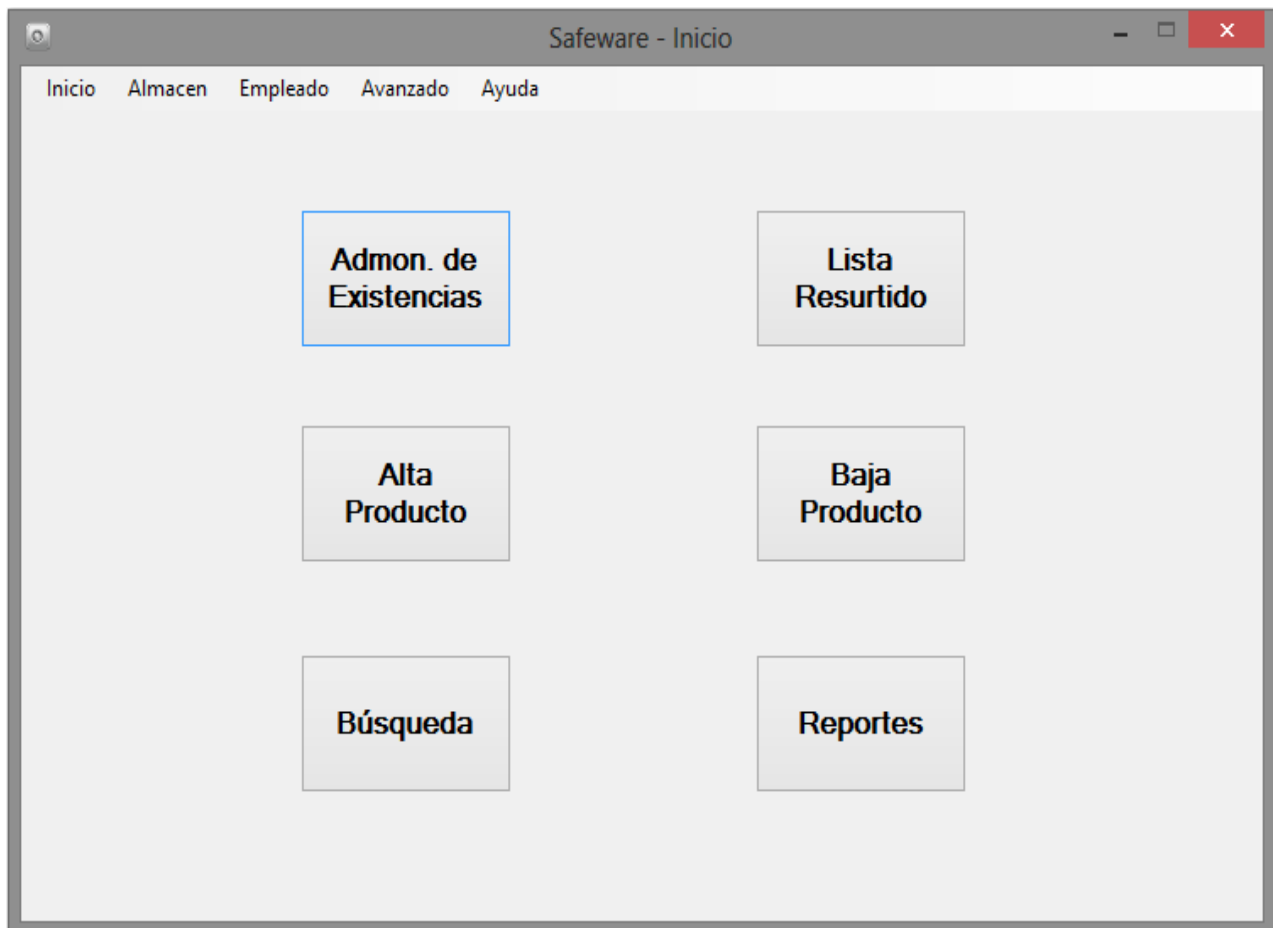 Safeware - Inicio
Inicio Almacen Empleado Avanzado Ayuda
Admon. de
Existencias
Lista
Resurtido
Alta
Producto
Baja
Producto
Búsqueda
Reportes